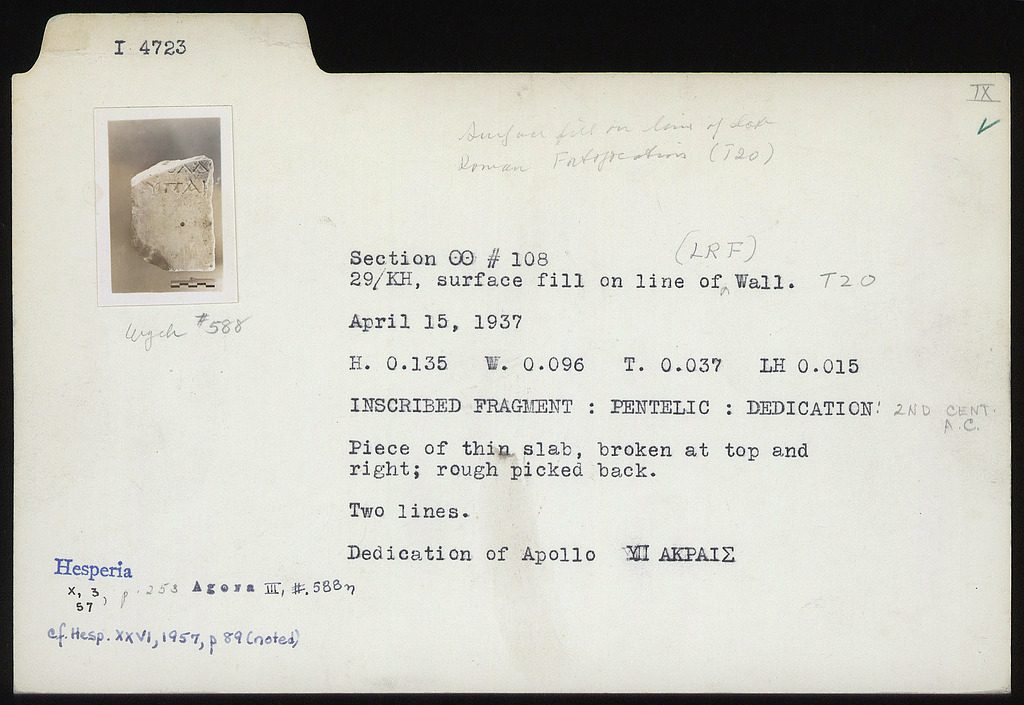 I 4723
IX
Surface fill on line of Late
Roman Fortification (T20)
ΥΠΑΙ
Section ΟΟ # 108
(LRF)
29/KH, surface fill on line of Wall. T20
#588
April 15, 1937
H. 0.135 W. 0.096 T. 0.037 LH 0.015
INSCRIBED FRAGMENT : PENTELIC : DEDICATION: 2ND CENT.
A.C.
Piece of thin slab, broken at top and
right; rough picked back.
Two lines.
Dedication of Apollo ΥΠ ΑΚΡΑΙΣ
Hesperia
X, 3, p. 253 Agora III, #. 588
57
cf. Hesp. XXVI, 1957, p 89 (noted)